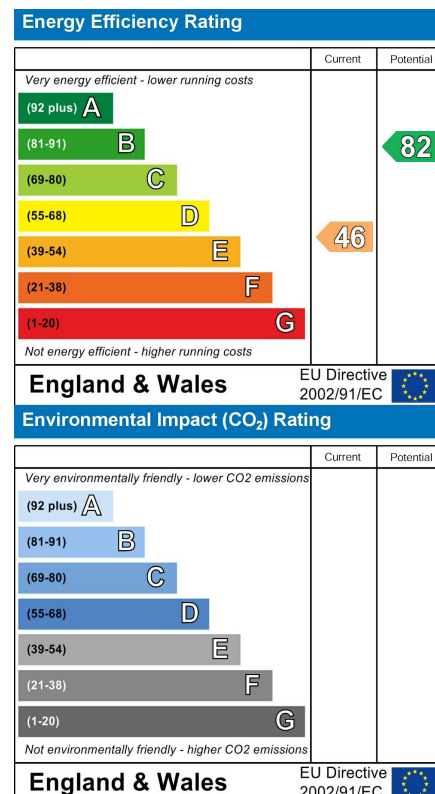 Energy Efficiency Rating
Current Potential
Very energy efficient - lower running costs
(92 plus) A
(81-91) B
82
(69-80) C
(55-68) D
46
(39-54) E
(21-38) F
(1-20) G
Not energy efficient - higher running costs
England & Wales
EU Directive
2002/91/EC
Environmental Impact (CO₂) Rating
Current Potential
Very environmentally friendly - lower CO2 emissions
(92 plus) A
(81-91) B
(69-80) C
(55-68) D
(39-54) E
(21-38) F
(1-20) G
Not environmentally friendly - higher CO2 emissions
England & Wales
EU Directive
2002/91/EC